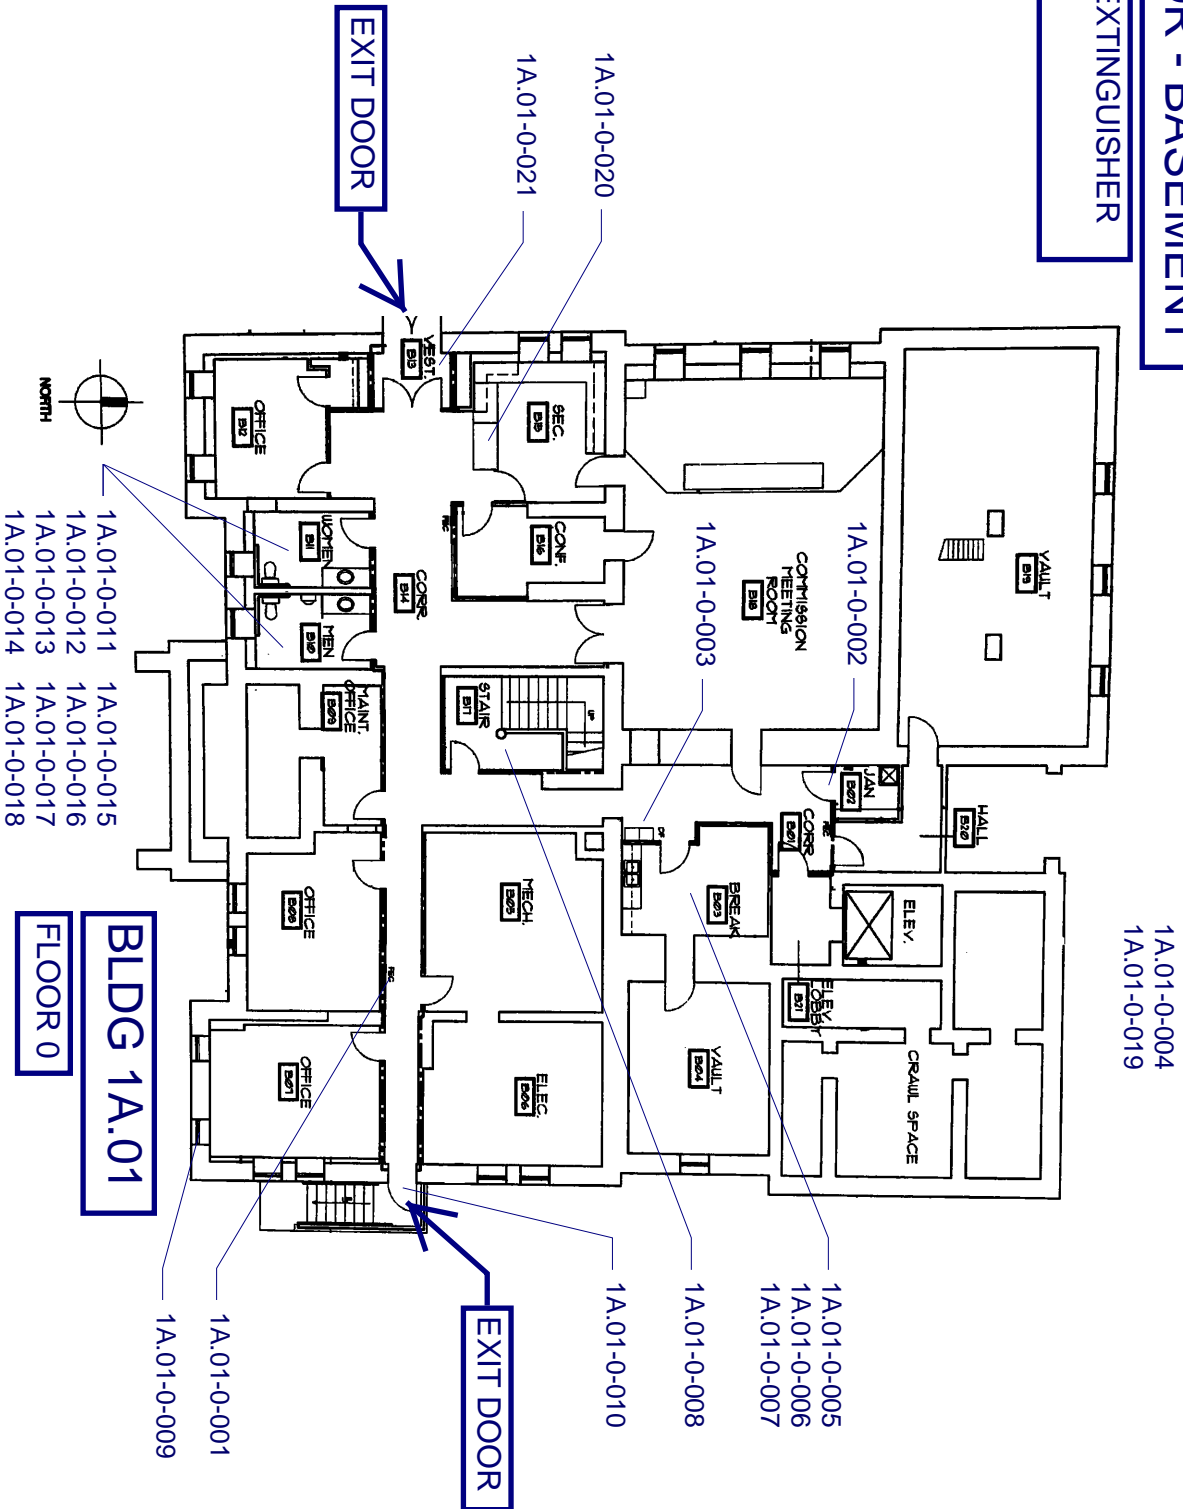 OR - BASEMENT
EXTINGUISHER
1A.01-0-004
1A.01-0-019
VAULT
B19
HALL
B20
CRAWL SPACE
ELEV.
JAN
B02
1A.01-0-002
CORR
B01
FEC
ELEV
LOBBY
B21
1A.01-0-005
1A.01-0-006
1A.01-0-007
COMMISSION
MEETING
ROOM
B18
1A.01-0-003
BREAK
B03
VAULT
B04
DF
1A.01-0-008
1A.01-0-020
1A.01-0-021
SEC.
B15
CONF.
B16
UP
STAIR
B17
MECH.
B05
ELEC.
B06
1A.01-0-010
FEC
EXIT DOOR
VEST.
B13
CORR
B14
FEC
EXIT DOOR
OFFICE
B12
WOMEN
B11
MEN
B10
MAINT.
OFFICE
B09
OFFICE
B08
OFFICE
B07
UP
1A.01-0-001
1A.01-0-009
NORTH
1A.01-0-011 1A.01-0-015
1A.01-0-012 1A.01-0-016
1A.01-0-013 1A.01-0-017
1A.01-0-014 1A.01-0-018
BLDG 1A.01
FLOOR 0